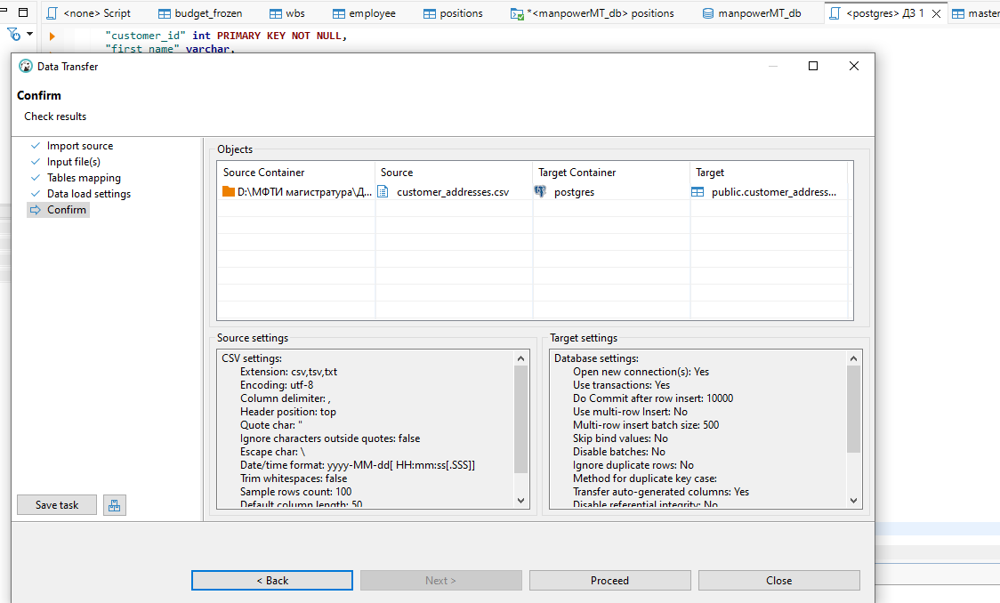 <none> Script budget_frozen wbs employee positions *<manpowerMT_db> positions manpowerMT_db <postgres> ДЗ 1 master
"customer_id" int PRIMARY KEY NOT NULL,
"first_name" varchar,
Data Transfer
Confirm
Check results
Import source
Input file(s)
Tables mapping
Data load settings
Confirm
Objects
Source Container Source Target Container Target
D:\МФТИ магистратура\Д... customer_addresses.csv postgres public.customer_address...
Source settings
CSV settings:
Extension: csv,tsv,txt
Encoding: utf-8
Column delimiter: ,
Header position: top
Quote char: "
Ignore characters outside quotes: false
Escape char: \
Date/time format: yyyy-MM-dd[ HH:mm:ss[.SSS]]
Trim whitespaces: false
Sample rows count: 100
Default column length: 50
Target settings
Database settings:
Open new connection(s): Yes
Use transactions: Yes
Do Commit after row insert: 10000
Use multi-row Insert: No
Multi-row insert batch size: 500
Skip bind values: No
Disable batches: No
Ignore duplicate rows: No
Method for duplicate key case:
Transfer auto-generated columns: Yes
Disable referential integrity: No
Save task
< Back Next > Proceed Close